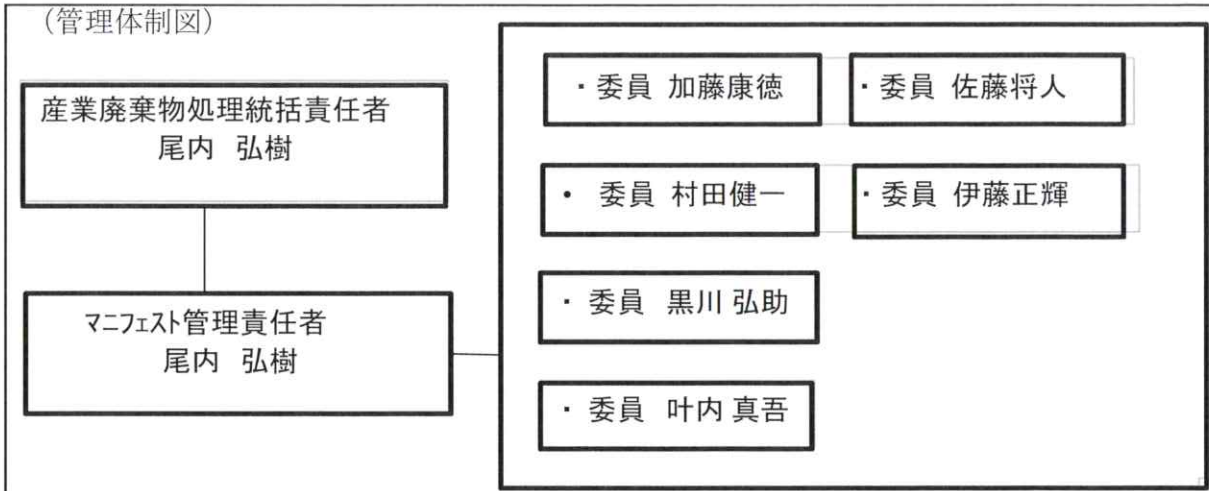 （管理体制図）
産業廃棄物処理統括責任者
尾内 弘樹
マニフェスト管理責任者
尾内 弘樹
・委員 加藤康徳
・委員 佐藤将人
・ 委員 村田健一
・委員 伊藤正輝
・ 委員 黒川 弘助
・ 委員 叶内 真吾